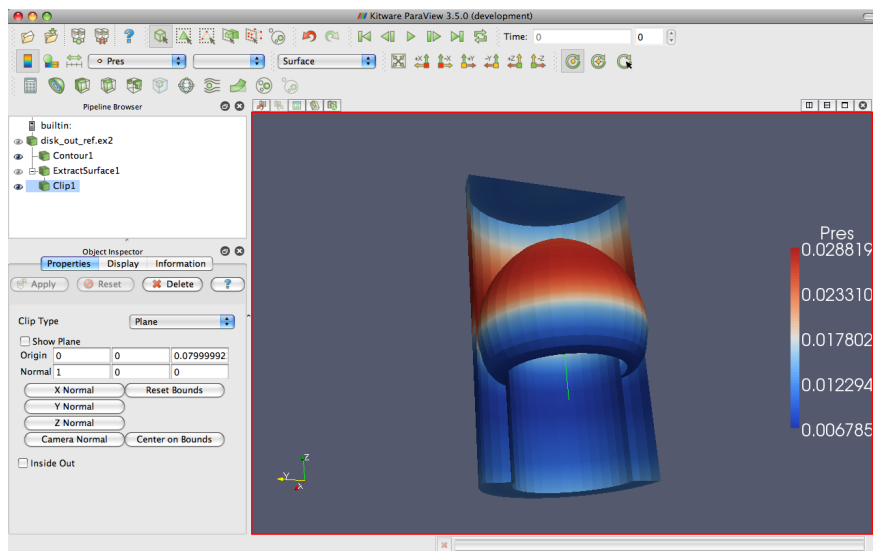 Kitware ParaView 3.5.0 (development)
Time: 0 0
Pres Surface
+X -X +Y -Y +Z -Z
Pipeline Browser
builtin:
disk_out_ref.ex2
Contour1
ExtractSurface1
Clip1
Object Inspector
Properties Display Information
Apply Reset Delete ?
Clip Type Plane
Show Plane
Origin 0 0 0.07999992
Normal 1 0 0
X Normal Reset Bounds
Y Normal
Z Normal
Camera Normal Center on Bounds
Inside Out
Pres
0.028819
0.023310
0.017802
0.012294
0.006785
Z
Y
X